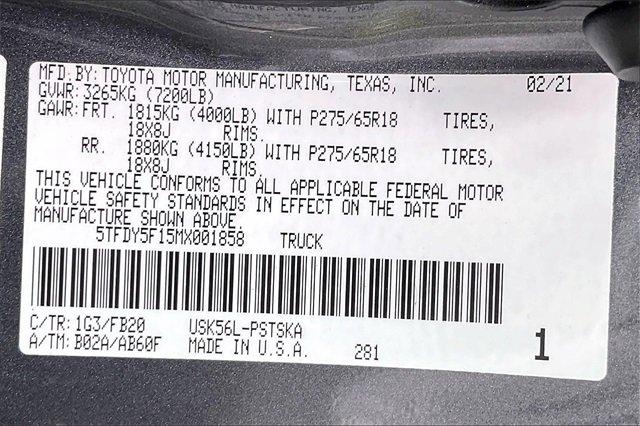 MFD.BY:TOYOTA MOTOR MANUFACTURING, TEXAS, INC. 02/21
GVWR:3265KG (7200LB)
GAWR:FRT. 1815KG (4000LB) WITH P275/65R18 TIRES,
18X8J RIMS.
RR. 1880KG (4150LB) WITH P275/65R18 TIRES,
18X8J RIMS.
THIS VEHICLE CONFORMS TO ALL APPLICABLE FEDERAL MOTOR
VEHICLE SAFETY STANDARDS IN EFFECT ON THE DATE OF
MANUFACTURE SHOWN ABOVE.
5TFDY5F15MX001858 TRUCK
C/TR:1G3/FB20 USK56L-PSTSKA
A/TM:B02A/AB60F MADE IN U.S.A. 281 1